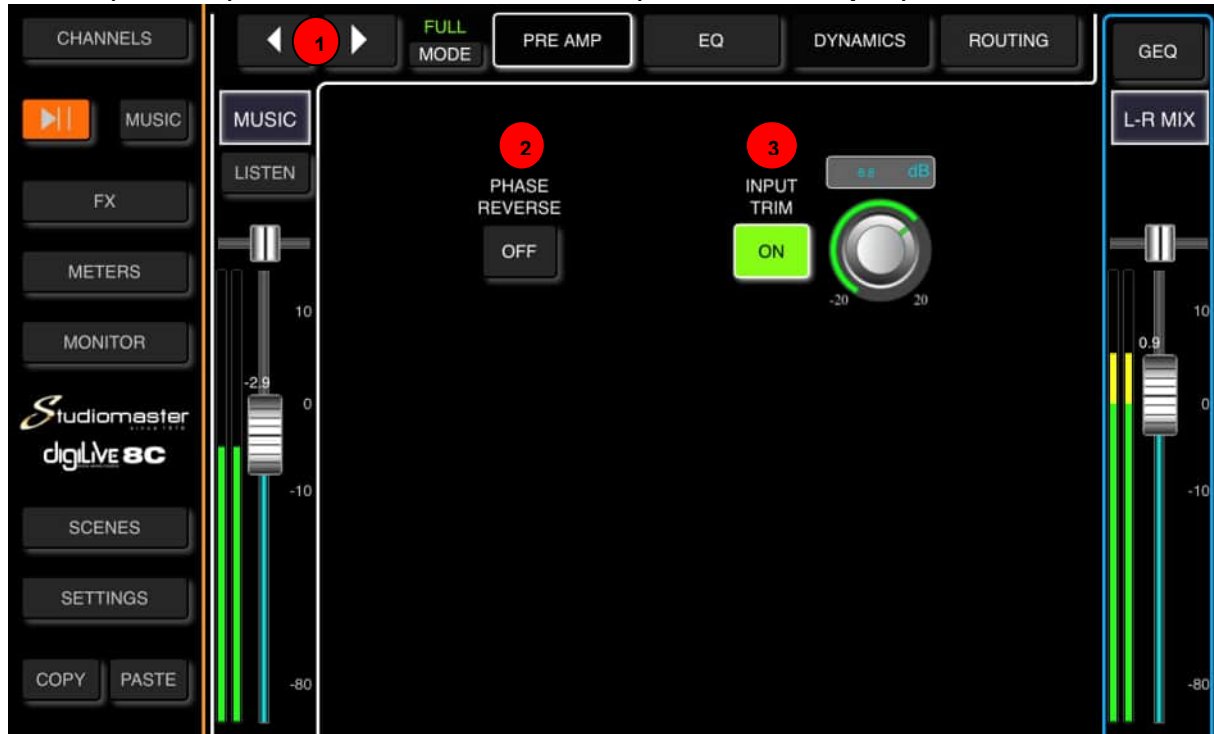 CHANNELS
1
FULL
MODE
PRE AMP
EQ
DYNAMICS
ROUTING
GEQ
MUSIC
MUSIC
L-R MIX
LISTEN
2
3
dB
FX
PHASE
REVERSE
INPUT
TRIM
OFF
ON
METERS
-20
20
10
10
MONITOR
0.9
-2.9
0
0
Studiomaster
digiLiVE 8C
-10
-10
SCENES
SETTINGS
COPY
PASTE
-80
-80